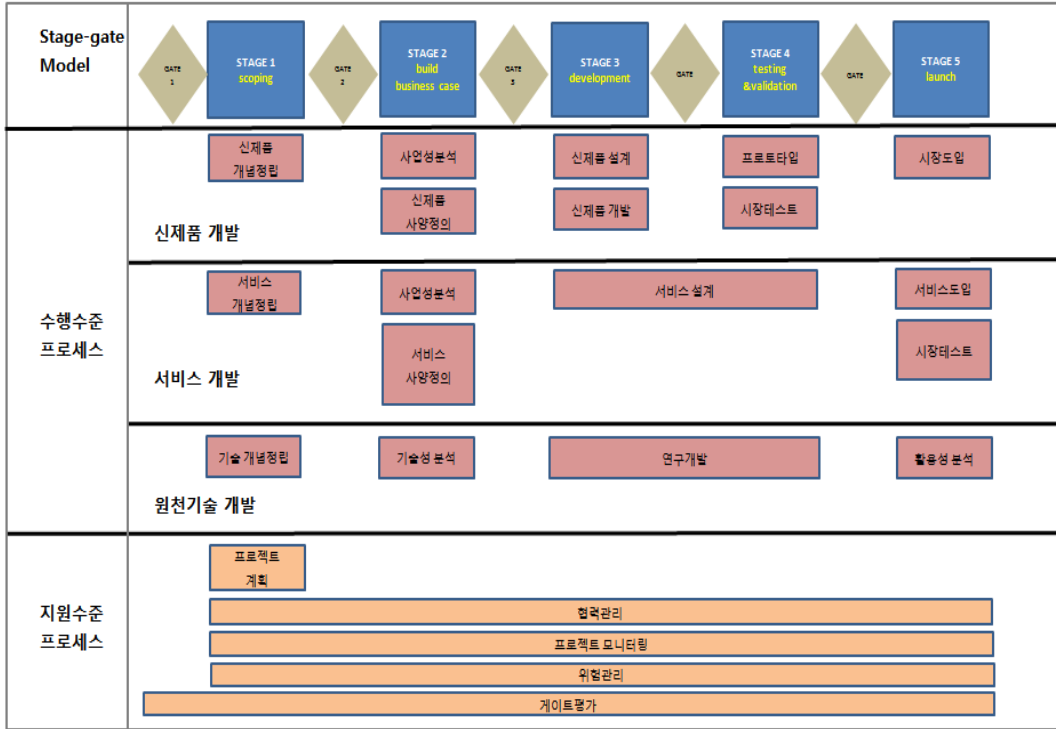 Stage-gate
Model
GATE
1
STAGE 1
scoping
GATE
2
STAGE 2
build
business case
GATE
3
STAGE 3
development
GATE
STAGE 4
testing
&validation
GATE
STAGE 5
launch
수행수준
프로세스
신제품
개념정립
사업성분석
신제품 설계
프로토타입
시장도입
신제품
사양정의
신제품 개발
시장테스트
신제품 개발
서비스
개념정립
사업성분석
서비스 설계
서비스도입
서비스
사양정의
시장테스트
서비스 개발
기술 개념정립
기술성 분석
연구개발
활용성 분석
원천기술 개발
지원수준
프로세스
프로젝트
계획
협력관리
프로젝트 모니터링
위험관리
게이트평가